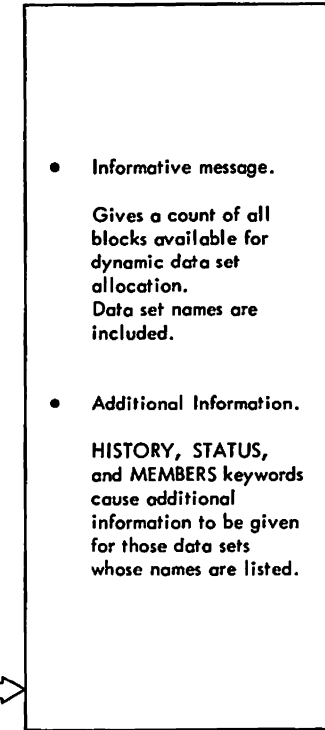 • Informative message.
Gives a count of all
blocks available for
dynamic data set
allocation.
Data set names are
included.
• Additional Information.
HISTORY, STATUS,
and MEMBERS keywords
cause additional
information to be given
for those data sets
whose names are listed.